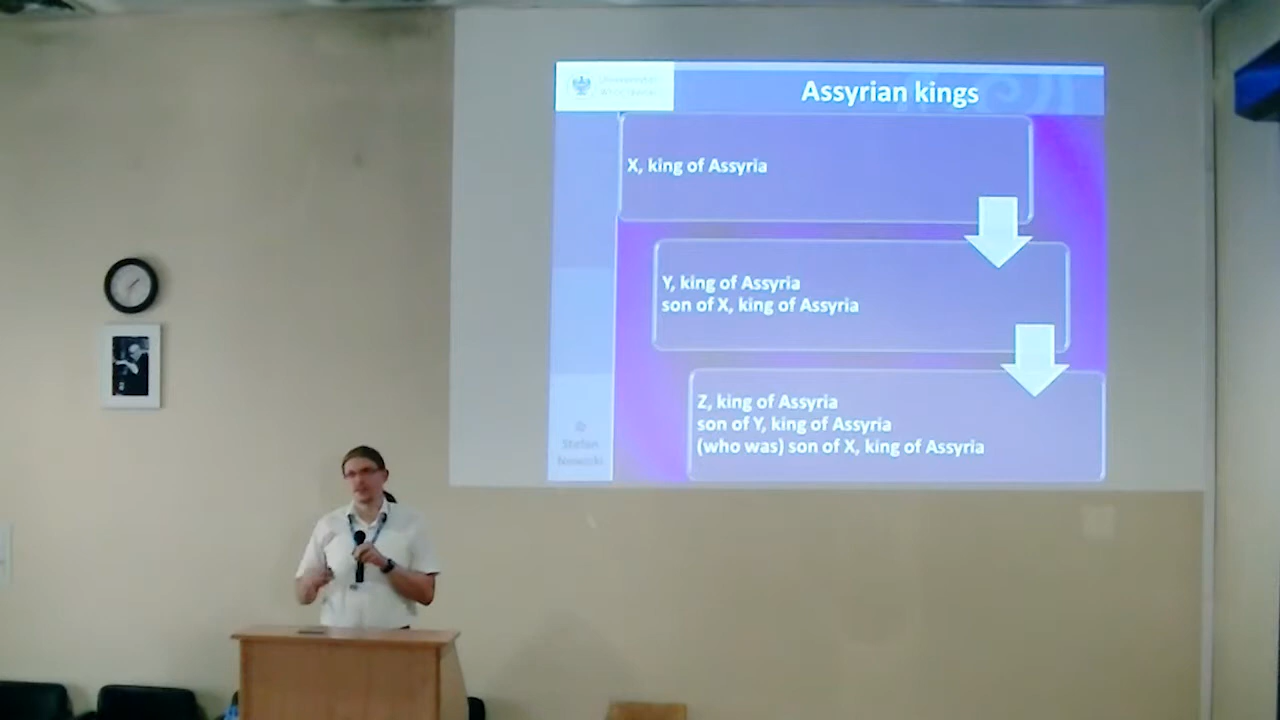 Assyrian kings
X, king of Assyria
Y, king of Assyria
son of X, king of Assyria
Z, king of Assyria
son of Y, king of Assyria
(who was) son of X, king of Assyria
©
Stefan
Nowicki